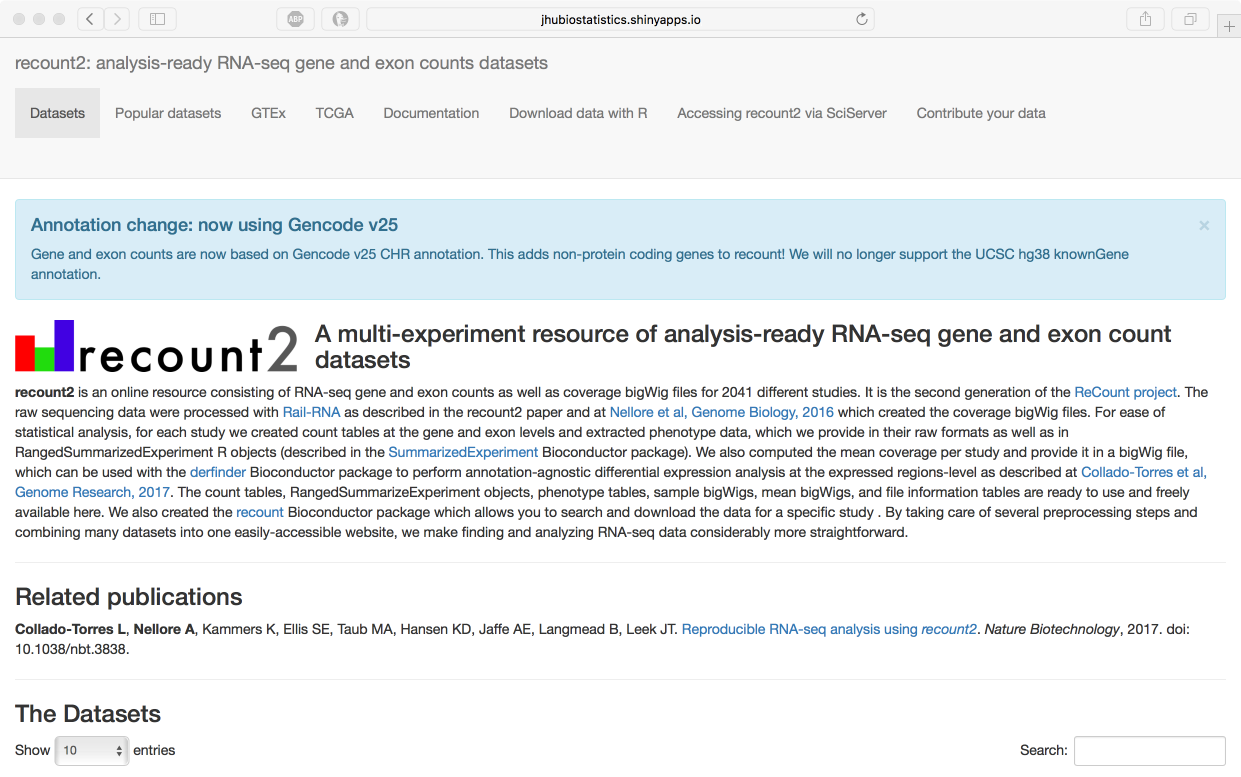 ABP
jhubiostatistics.shinyapps.io
recount2: analysis-ready RNA-seq gene and exon counts datasets
Datasets Popular datasets GTEx TCGA Documentation Download data with R Accessing recount2 via SciServer Contribute your data
Annotation change: now using Gencode v25
×
Gene and exon counts are now based on Gencode v25 CHR annotation. This adds non-protein coding genes to recount! We will no longer support the UCSC hg38 knownGene
annotation.
recount2
A multi-experiment resource of analysis-ready RNA-seq gene and exon count
datasets
recount2 is an online resource consisting of RNA-seq gene and exon counts as well as coverage bigWig files for 2041 different studies. It is the second generation of the ReCount project. The
raw sequencing data were processed with Rail-RNA as described in the recount2 paper and at Nellore et al, Genome Biology, 2016 which created the coverage bigWig files. For ease of
statistical analysis, for each study we created count tables at the gene and exon levels and extracted phenotype data, which we provide in their raw formats as well as in
RangedSummarizedExperiment R objects (described in the SummarizedExperiment Bioconductor package). We also computed the mean coverage per study and provide it in a bigWig file,
which can be used with the derfinder Bioconductor package to perform annotation-agnostic differential expression analysis at the expressed regions-level as described at Collado-Torres et al,
Genome Research, 2017. The count tables, RangedSummarizeExperiment objects, phenotype tables, sample bigWigs, mean bigWigs, and file information tables are ready to use and freely
available here. We also created the recount Bioconductor package which allows you to search and download the data for a specific study . By taking care of several preprocessing steps and
combining many datasets into one easily-accessible website, we make finding and analyzing RNA-seq data considerably more straightforward.
Related publications
Collado-Torres L, Nellore A, Kammers K, Ellis SE, Taub MA, Hansen KD, Jaffe AE, Langmead B, Leek JT. Reproducible RNA-seq analysis using recount2. Nature Biotechnology, 2017. doi:
10.1038/nbt.3838.
The Datasets
Show 10 entries Search: